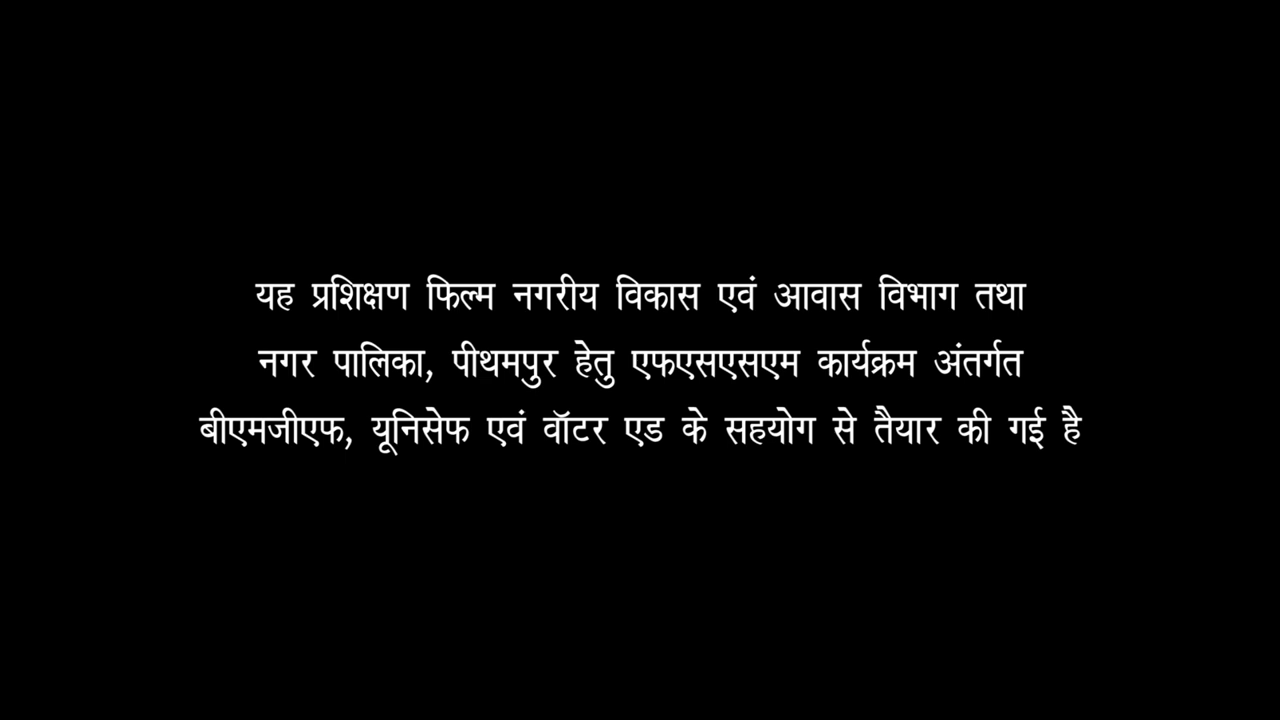 यह प्रशिक्षण फिल्म नगरीय विकास एवं आवास विभाग तथा
नगर पालिका, पीथमपुर हेतु एफएसएसएम कार्यक्रम अंतर्गत
बीएमजीएफ, यूनिसेफ एवं वॉटर एड के सहयोग से तैयार की गई है